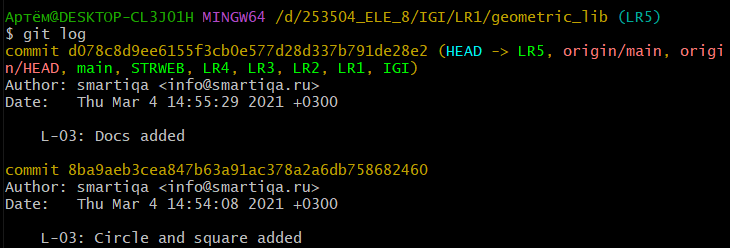 Артём@DESKTOP-CL3JO1H MINGW64 /d/253504_ELE_8/IGI/LR1/geometric_lib (LR5)
$ git log
commit d078c8d9ee6155f3cb0e577d28d337b791de28e2 (HEAD -> LR5, origin/main, origi
n/HEAD, main, STRWEB, LR4, LR3, LR2, LR1, IGI)
Author: smartiqa <info@smartiqa.ru>
Date:   Thu Mar 4 14:55:29 2021 +0300
    L-03: Docs added
commit 8ba9aeb3cea847b63a91ac378a2a6db758682460
Author: smartiqa <info@smartiqa.ru>
Date:   Thu Mar 4 14:54:08 2021 +0300
    L-03: Circle and square added